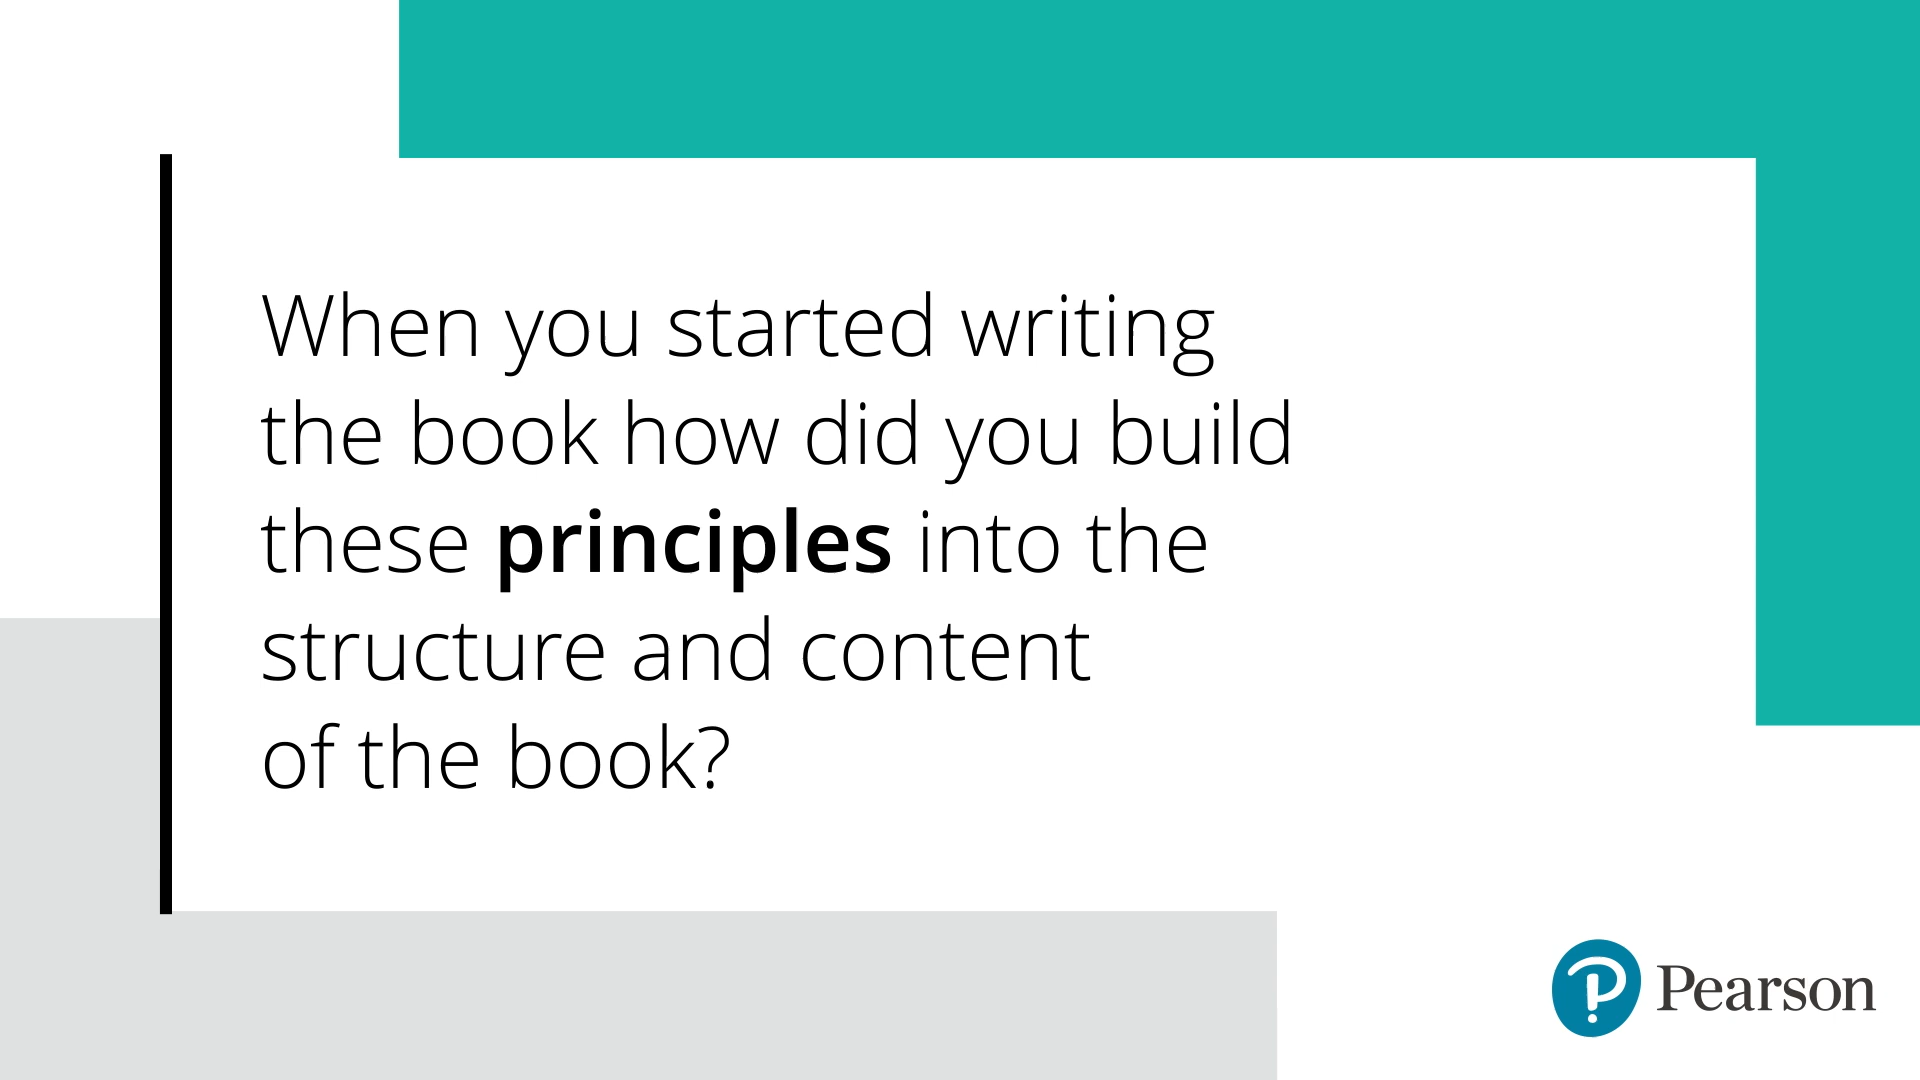 When you started writing
the book how did you build
these principles into the
structure and content
of the book?
Pearson